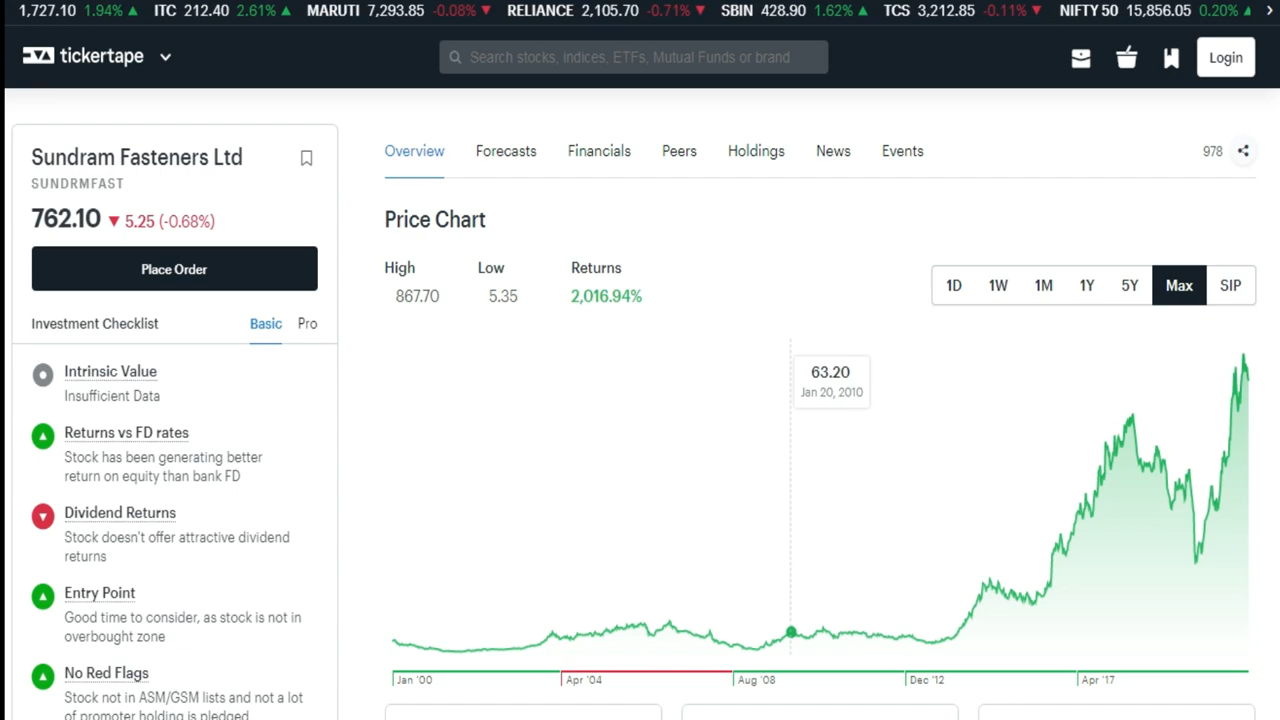 1,727.10 1.94% ▲ ITC 212.40 2.61% ▲ MARUTI 7,293.85 -0.08% ▼ RELIANCE 2,105.70 -0.71% ▼ SBIN 428.90 1.62% ▲ TCS 3,212.85 -0.11% ▼ NIFTY 50 15,856.05 0.20% ▲
tickertape
Search stocks, indices, ETFs, Mutual Funds or brand
Login
Sundram Fasteners Ltd
SUNDRMFAST
762.10 ▼ 5.25 (-0.68%)
Place Order
Investment Checklist Basic Pro
Intrinsic Value
Insufficient Data
Returns vs FD rates
Stock has been generating better
return on equity than bank FD
Dividend Returns
Stock doesn't offer attractive dividend
returns
Entry Point
Good time to consider, as stock is not in
overbought zone
No Red Flags
Stock not in ASM/GSM lists and not a lot
of promoter holding is pledged
Overview Forecasts Financials Peers Holdings News Events
978
Price Chart
High Low Returns
867.70 5.35 2,016.94%
1D 1W 1M 1Y 5Y Max SIP
63.20
Jan 20, 2010
Jan '00 Apr '04 Aug '08 Dec '12 Apr '17